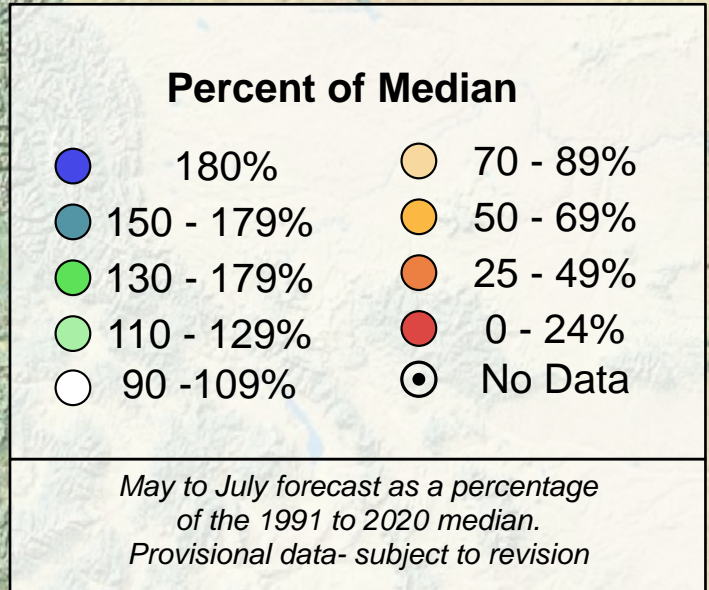 Percent of Median
180%
150 - 179%
130 - 179%
110 - 129%
90 -109%
70 - 89%
50 - 69%
25 - 49%
0 - 24%
No Data
May to July forecast as a percentage
of the 1991 to 2020 median.
Provisional data- subject to revision